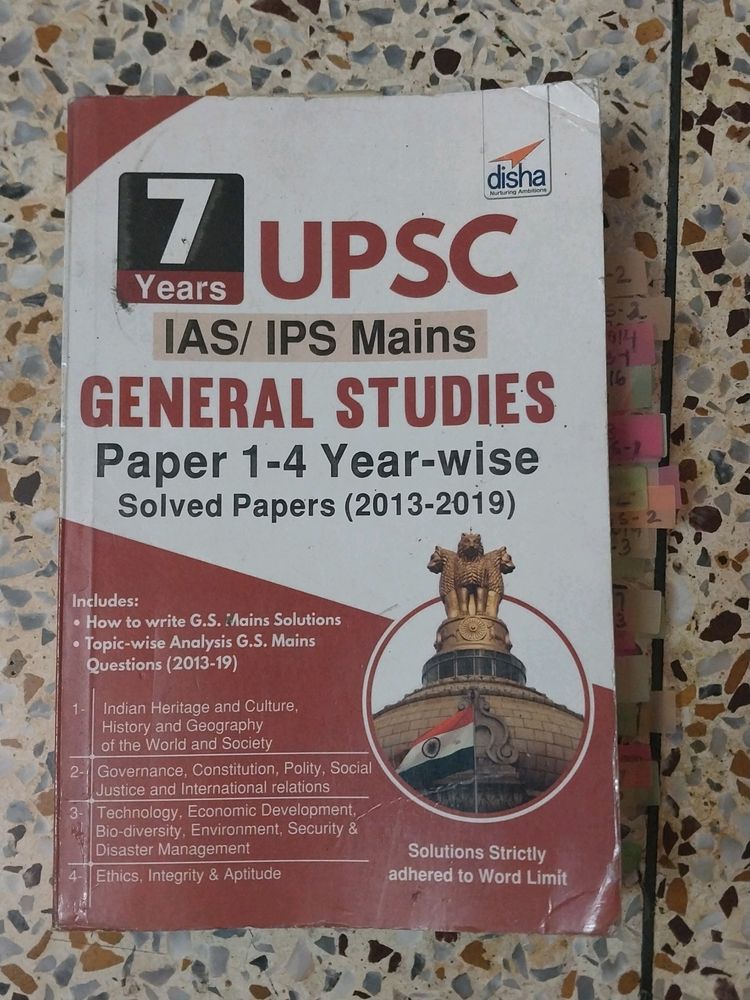 disha
Nurturing Ambitions
7
Years
UPSC
IAS/ IPS Mains
GENERAL STUDIES
Paper 1-4 Year-wise
Solved Papers (2013-2019)
Includes:
• How to write G.S. Mains Solutions
• Topic-wise Analysis G.S. Mains
Questions (2013-19)
1- Indian Heritage and Culture,
History and Geography
of the World and Society
2- Governance, Constitution, Polity, Social
Justice and International relations
3- Technology, Economic Development,
Bio-diversity, Environment, Security &
Disaster Management
4- Ethics, Integrity & Aptitude
Solutions Strictly
adhered to Word Limit